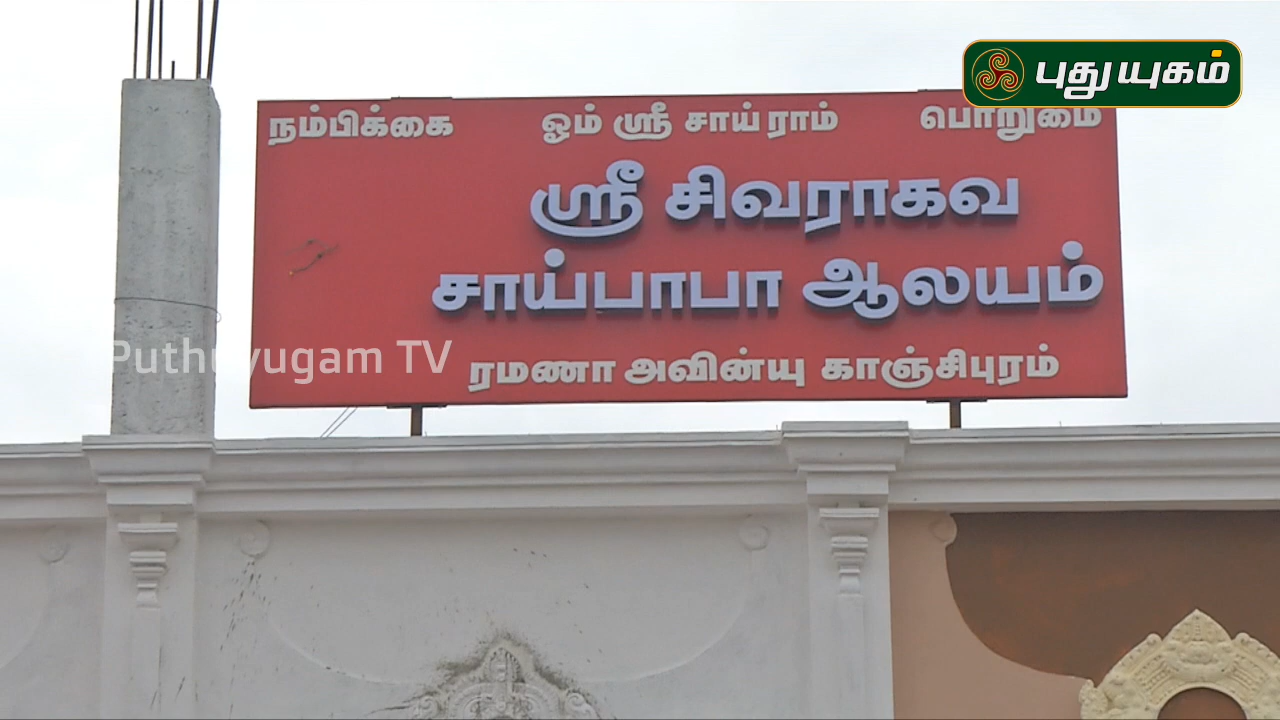 புதுயுகம்
நம்பிக்கை ஓம் ஸ்ரீ சாய் ராம் பொறுமை
ஸ்ரீ சிவராகவ
சாய்பாபா ஆலயம்
Puthuyugam TV
ரமணா அவின்யு காஞ்சிபுரம்